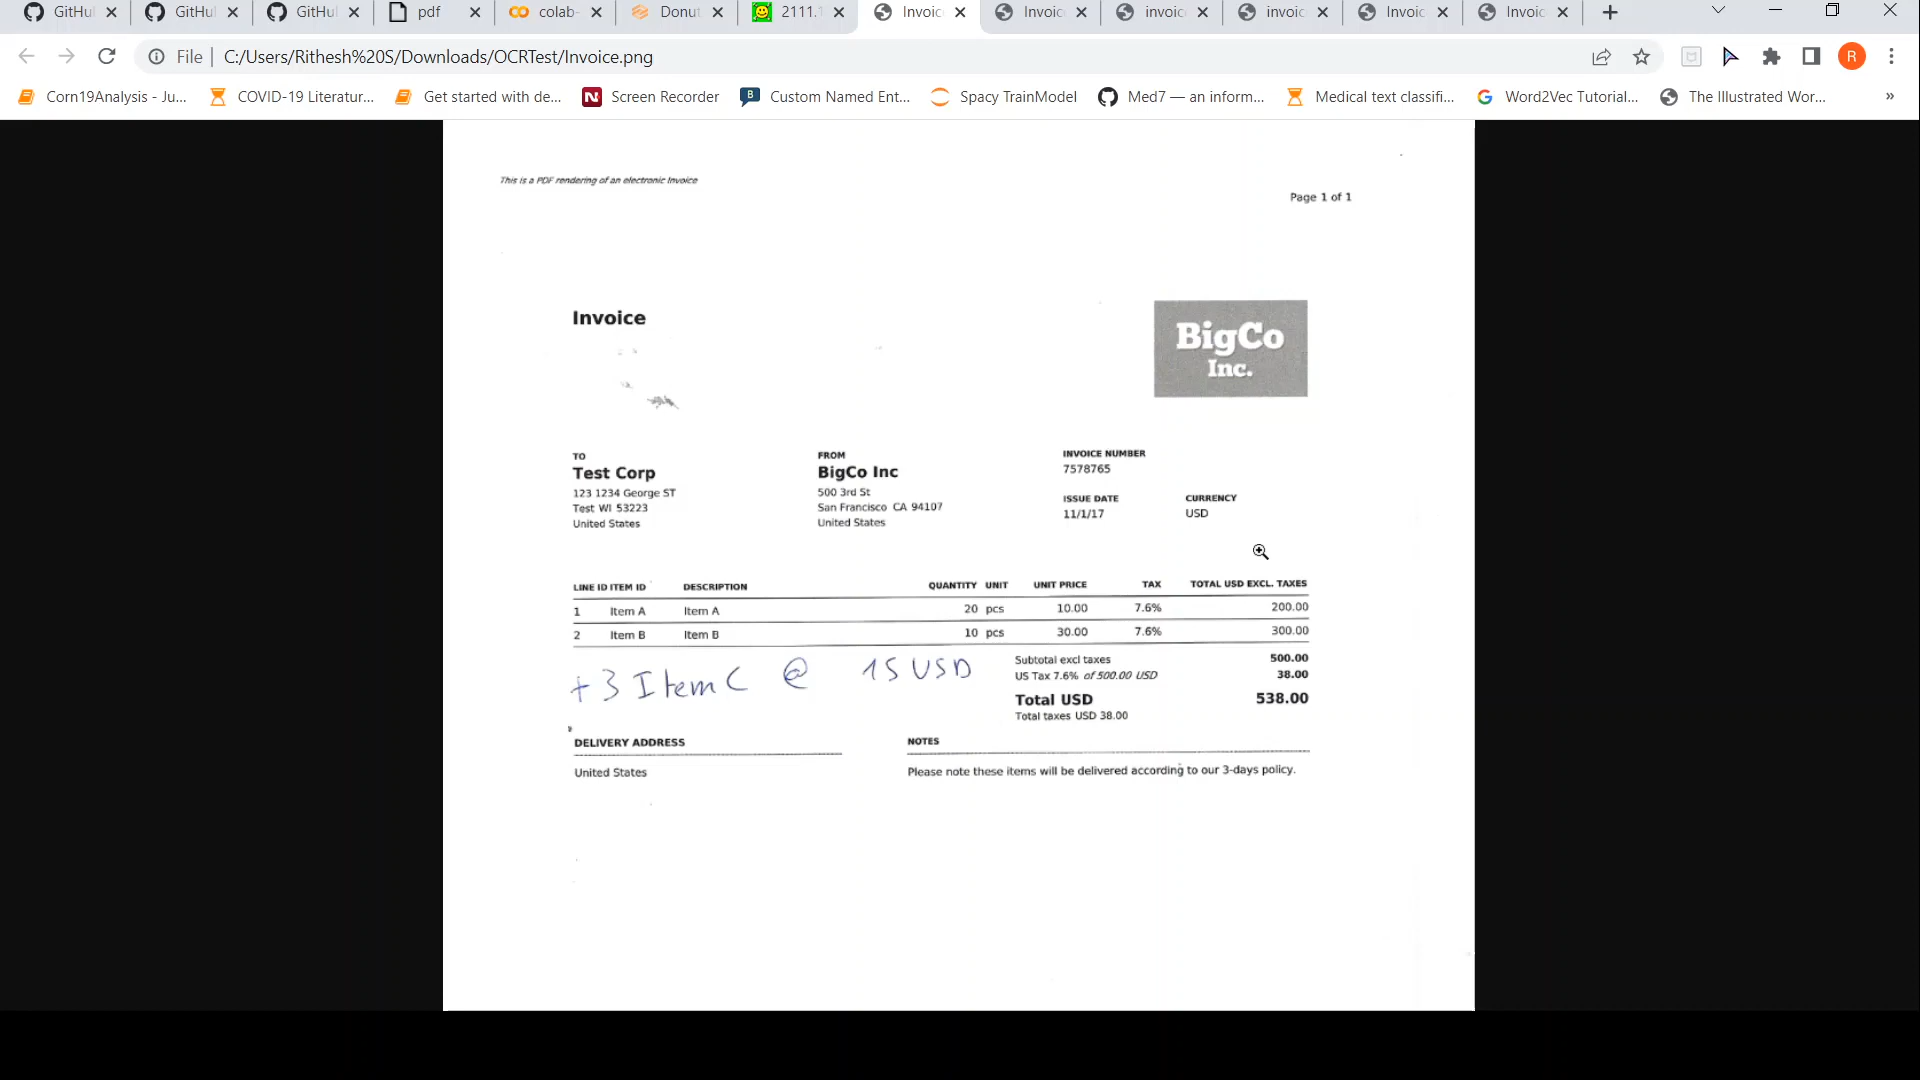 GitHu GitHu GitHu pdf colab- Donut 2111.1 Invoic Invoic invoic invoic Invoic Invoic
File | C:/Users/Rithesh%20S/Downloads/OCRTest/Invoice.png R
Corn19Analysis - Ju... COVID-19 Literatur... Get started with de... Screen Recorder Custom Named Ent... Spacy TrainModel Med7 — an inform... Medical text classifi... Word2Vec Tutorial... The Illustrated Wor... »
This is a PDF rendering of an electronic Invoice
Page 1 of 1
Invoice
BigCo
Inc.
TO
Test Corp
123 1234 George ST
Test WI 53223
United States
FROM
BigCo Inc
500 3rd St
San Francisco CA 94107
United States
INVOICE NUMBER
7578765
ISSUE DATE
11/1/17
CURRENCY
USD
LINE ID ITEM ID DESCRIPTION QUANTITY UNIT UNIT PRICE TAX TOTAL USD EXCL. TAXES
1 Item A Item A 20 pcs 10.00 7.6% 200.00
2 Item B Item B 10 pcs 30.00 7.6% 300.00
+3 Item C @ 15 USD
Subtotal excl taxes 500.00
US Tax 7.6% of 500.00 USD 38.00
Total USD 538.00
Total taxes USD 38.00
DELIVERY ADDRESS
United States
NOTES
Please note these items will be delivered according to our 3-days policy.